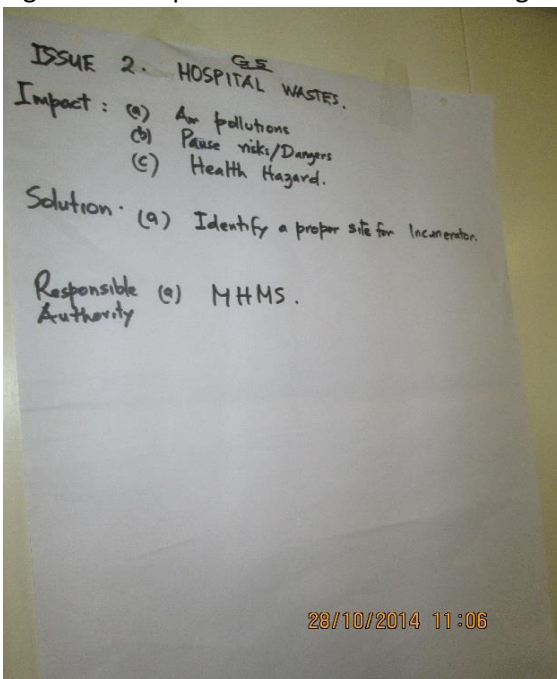 G5
ISSUE 2. HOSPITAL WASTES.
Impact : (a) Air pollutions
(b) Pause risks/Dangers
(c) Health Hazard.
Solution. (a) Identify a proper site for Incinerator.
Responsible (a) MHMS.
Authority
28/10/2014 11:06